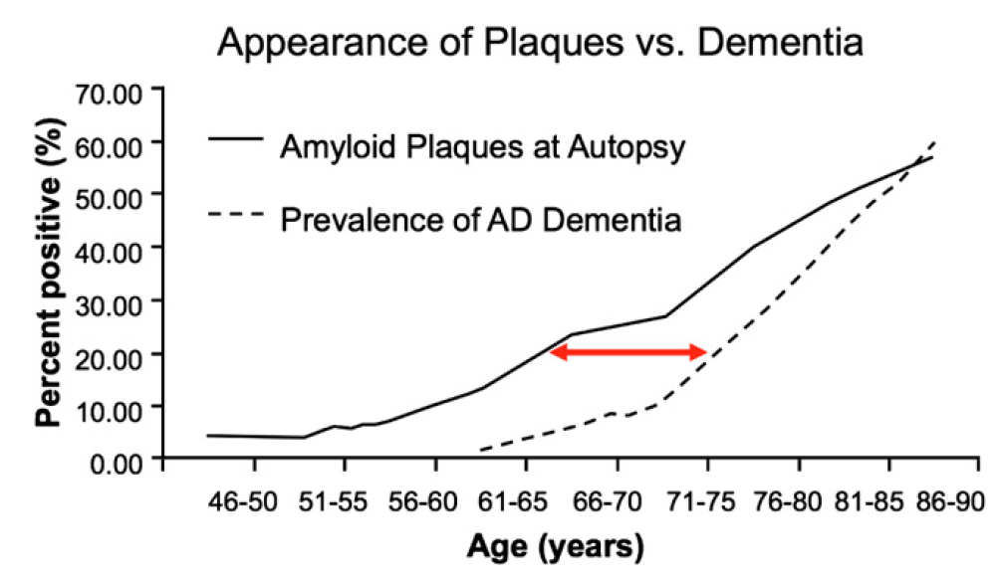 Appearance of Plaques vs. Dementia
Percent positive (%)
70.00
60.00
50.00
40.00
30.00
20.00
10.00
0.00
Amyloid Plaques at Autopsy
Prevalence of AD Dementia
46-50 51-55 56-60 61-65 66-70 71-75 76-80 81-85 86-90
Age (years)